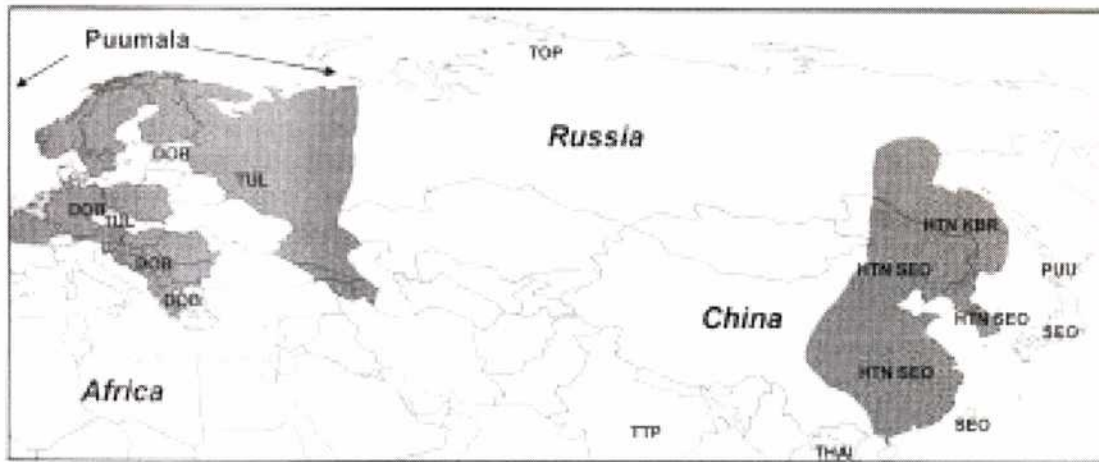 Puumala
TOP
Russia
DOB
TUL
DOB
TUL
HTN KBR
DOB
HTN SEO
PUU
DOB
China
HTN SEO
SEO
HTN SEO
Africa
SEO
TTP
THAI